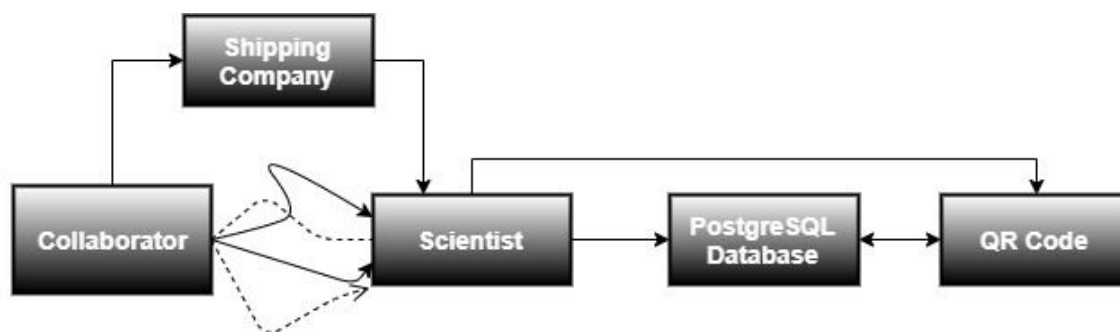 Shipping
Company
Collaborator
Scientist
PostgreSQL
Database
QR Code